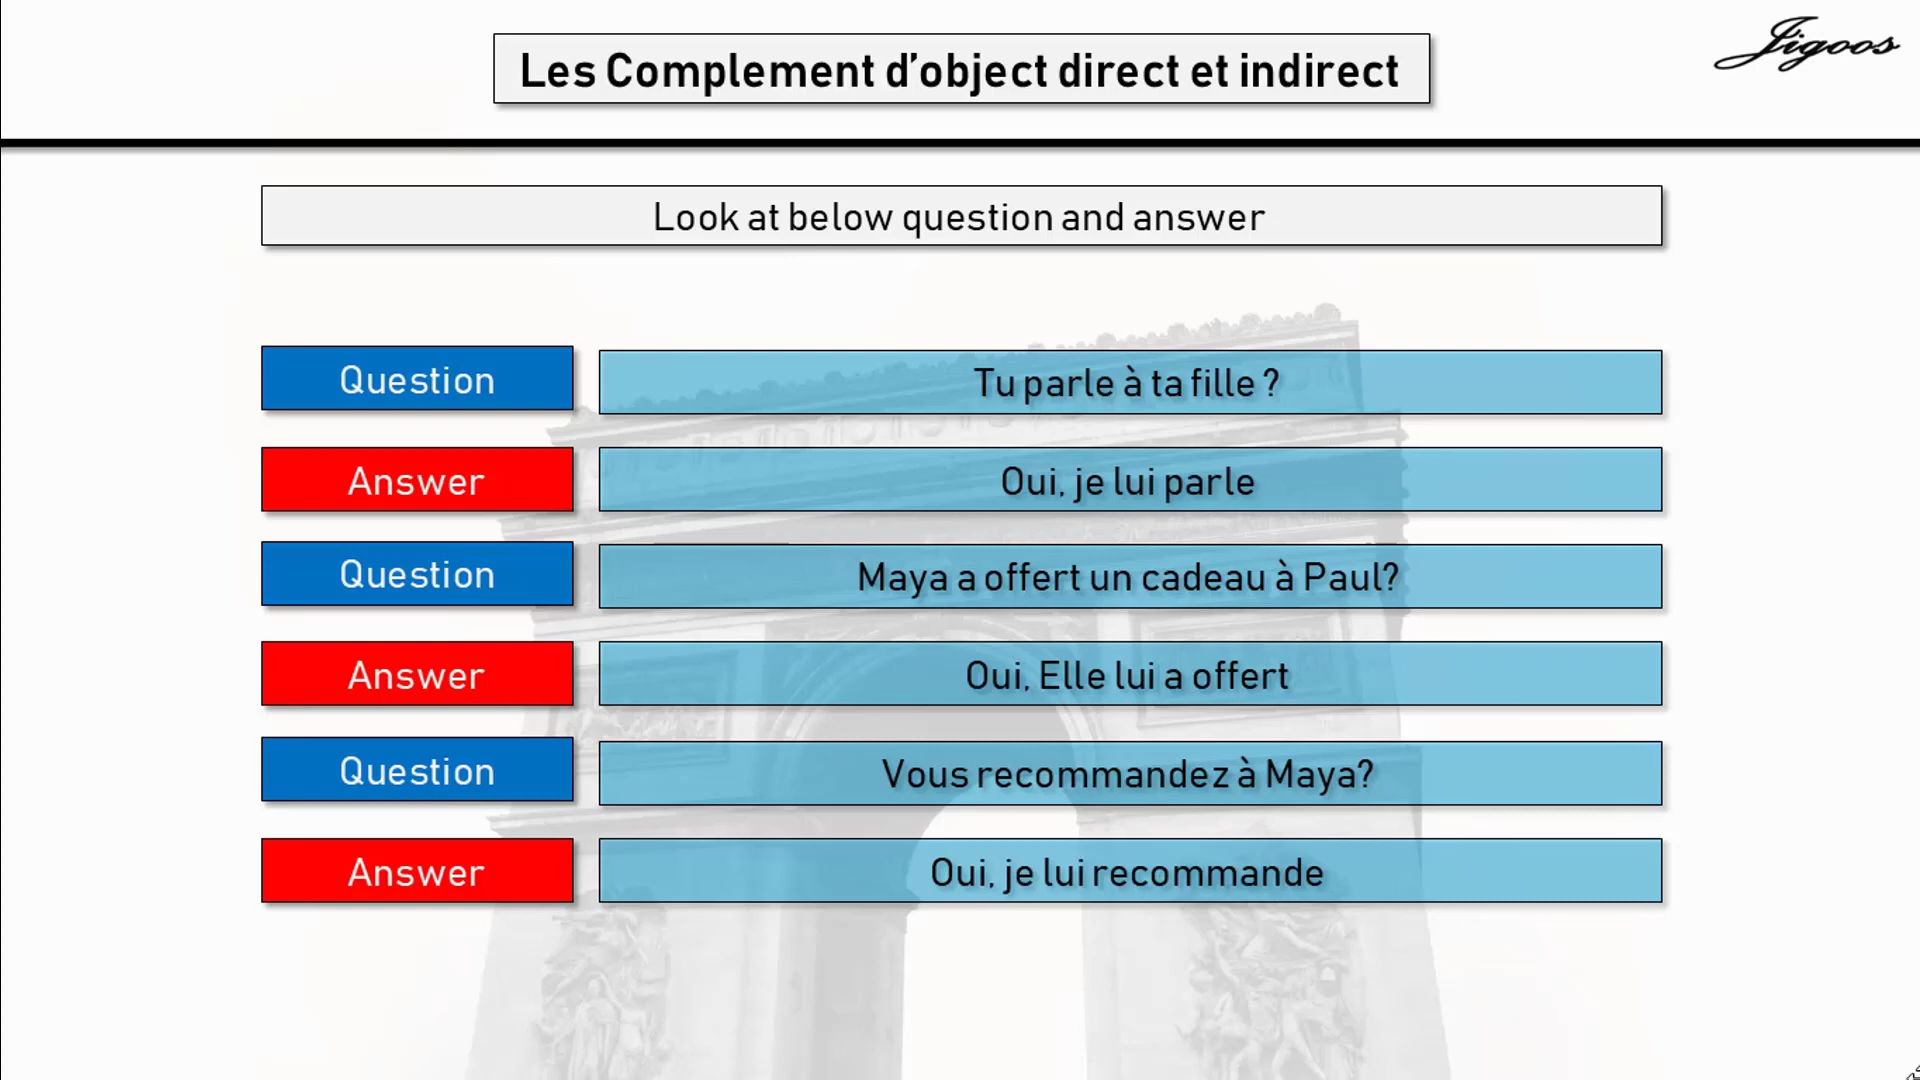 Les Complement d’object direct et indirect
Jigoos
Look at below question and answer
Question
Tu parle à ta fille ?
Answer
Oui, je lui parle
Question
Maya a offert un cadeau à Paul?
Answer
Oui, Elle lui a offert
Question
Vous recommandez à Maya?
Answer
Oui, je lui recommande